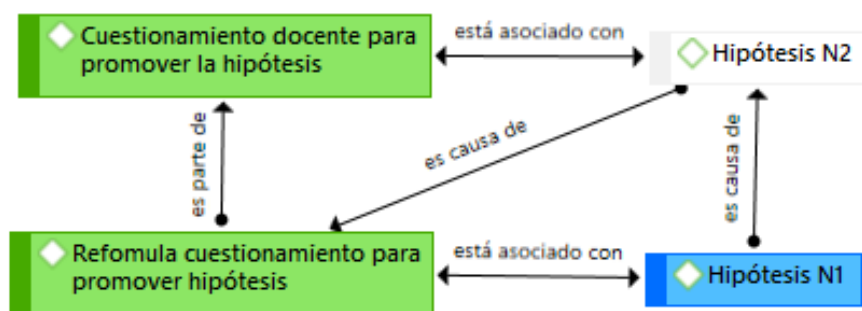 Cuestionamiento docente para
promover la hipótesis
está asociado con
Hipótesis N2
es parte de
es causa de
es causa de
Refomula cuestionamiento para
promover hipótesis
está asociado con
Hipótesis N1